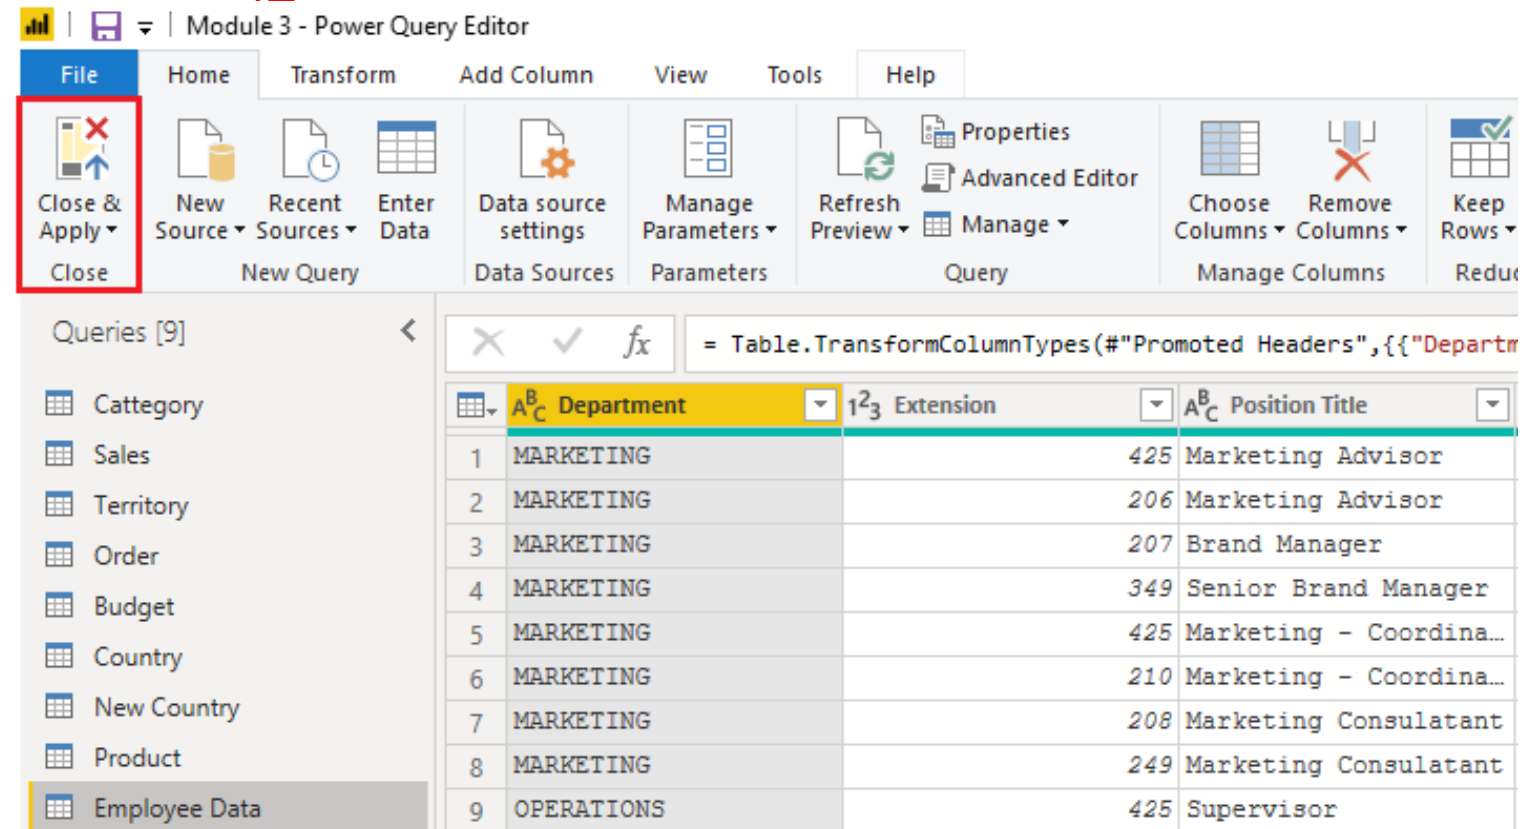 Module 3 - Power Query Editor
File Home Transform Add Column View Tools Help
Close & Apply
New Source
Recent Sources
Enter Data
Data source settings
Manage Parameters
Refresh Preview
Properties
Advanced Editor
Manage
Choose Columns
Remove Columns
Keep Rows
Close New Query Data Sources Parameters Query Manage Columns
Queries [9]
fx = Table.TransformColumnTypes(#"Promoted Headers",{{"Departm
Cattegory
Sales
Territory
Order
Budget
Country
New Country
Product
Employee Data
ABC Department 123 Extension ABC Position Title
1 MARKETING 425 Marketing Advisor
2 MARKETING 206 Marketing Advisor
3 MARKETING 207 Brand Manager
4 MARKETING 349 Senior Brand Manager
5 MARKETING 425 Marketing - Coordina…
6 MARKETING 210 Marketing - Coordina…
7 MARKETING 208 Marketing Consulatant
8 MARKETING 249 Marketing Consulatant
9 OPERATIONS 425 Supervisor